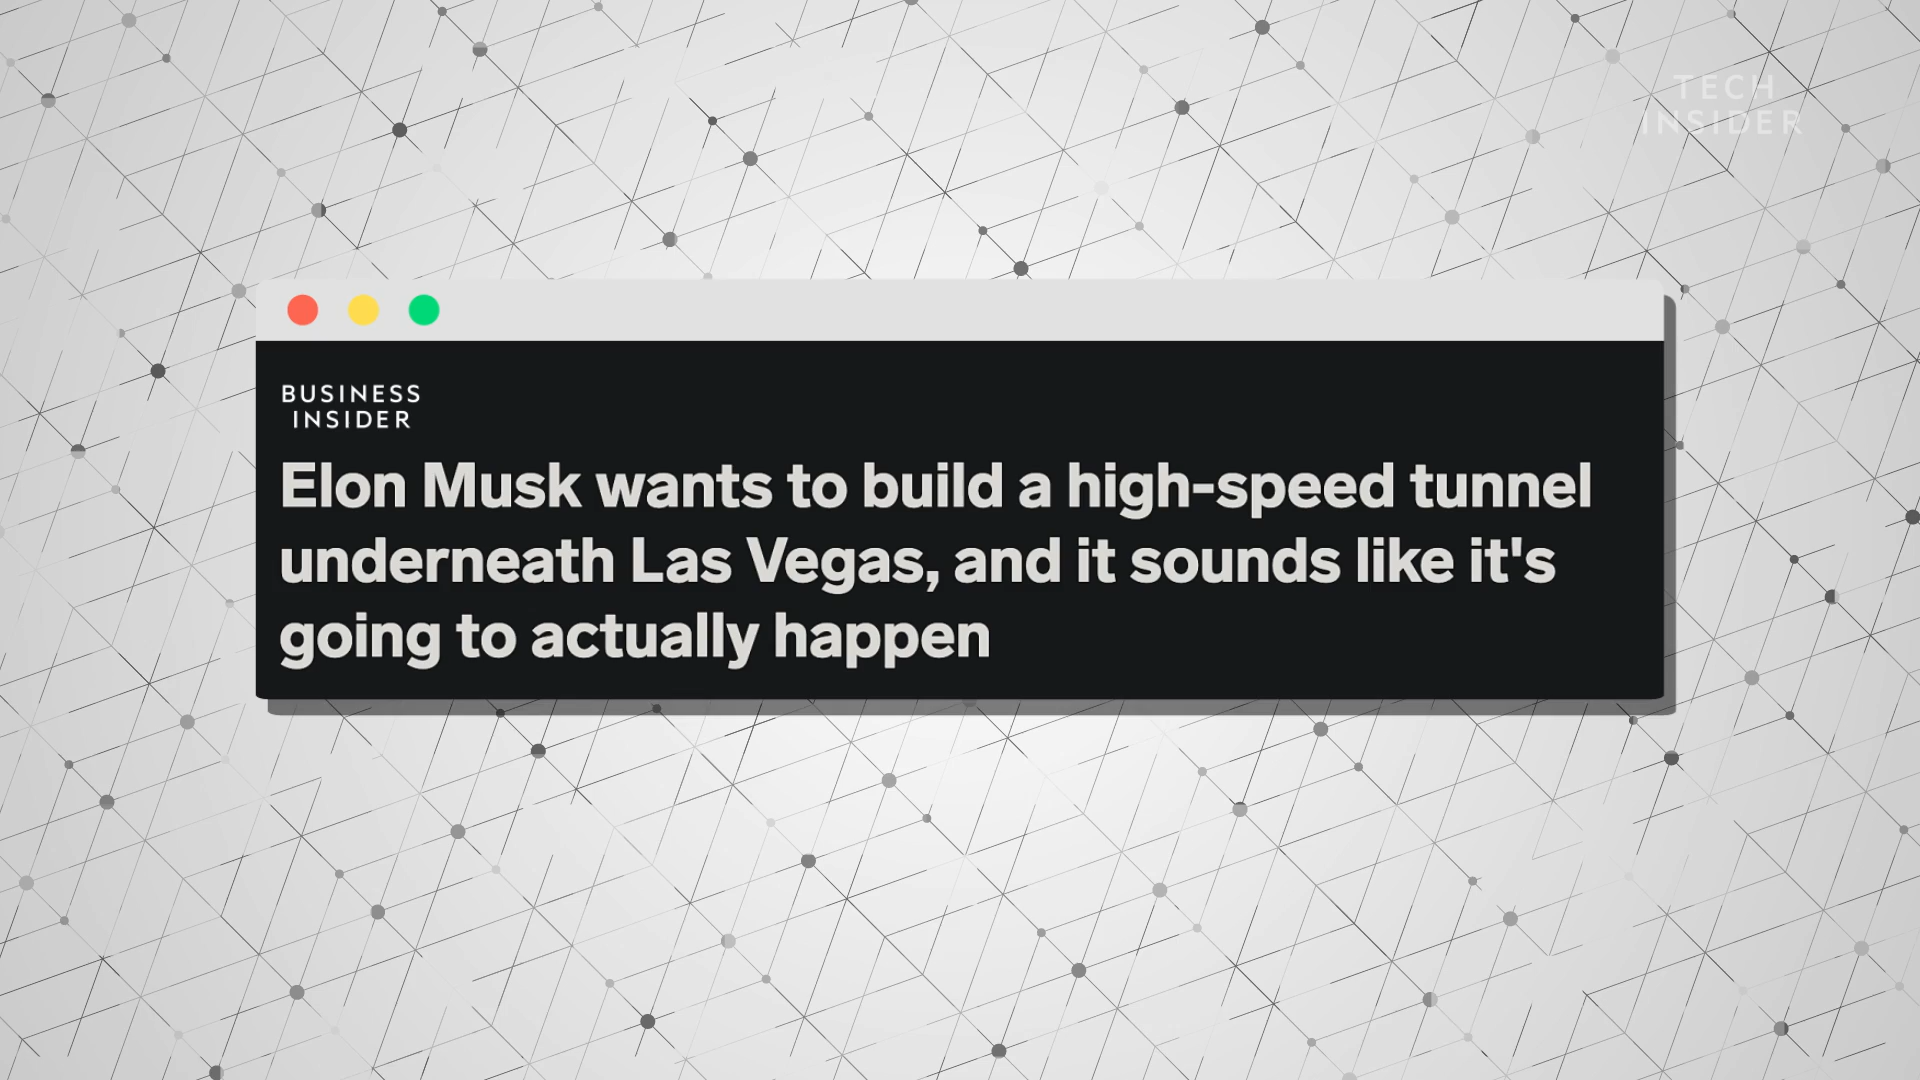 TECH
INSIDER
BUSINESS
INSIDER
Elon Musk wants to build a high-speed tunnel
underneath Las Vegas, and it sounds like it's
going to actually happen